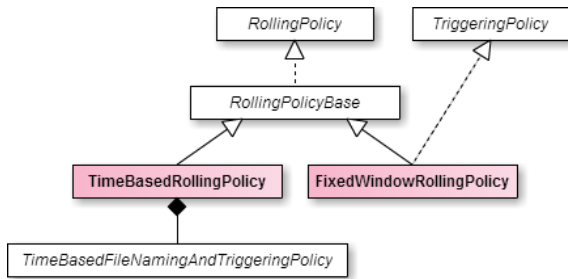 RollingPolicy
TriggeringPolicy
RollingPolicyBase
TimeBasedRollingPolicy
FixedWindowRollingPolicy
TimeBasedFileNamingAndTriggeringPolicy